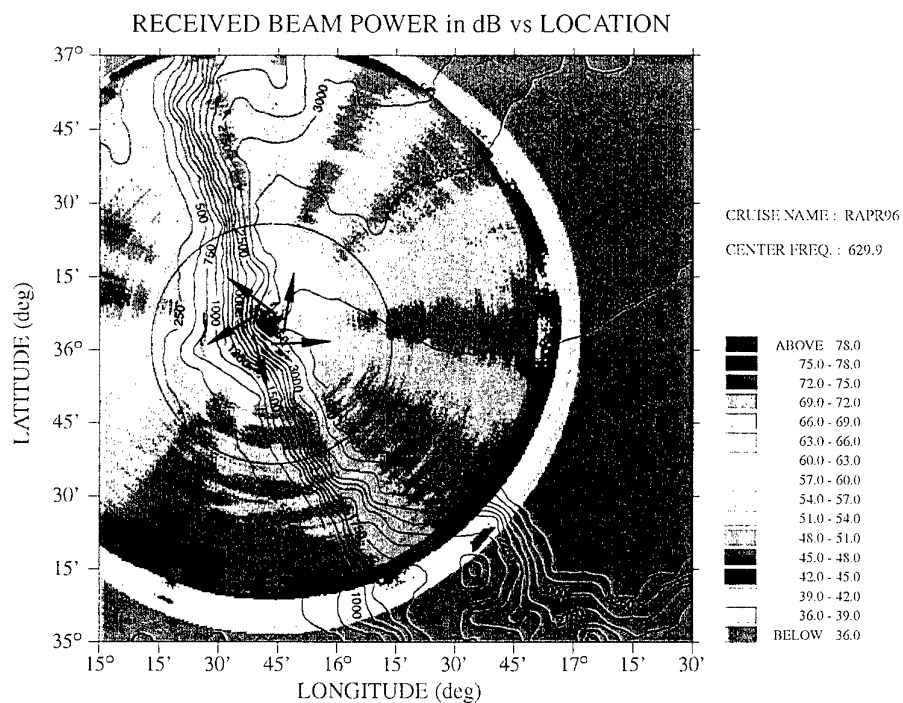 RECEIVED BEAM POWER in dB vs LOCATION
37°
45'
30'
15'
36°
45'
30'
15'
35°
LATITUDE (deg)
15°
15'
30'
45'
16°
15'
30'
45'
17°
15'
30'
LONGITUDE (deg)
3000
500
750
250
1000
3000
1000
CRUISE NAME : RAPR96
CENTER FREQ. : 629.9
ABOVE 78.0
75.0 - 78.0
72.0 - 75.0
69.0 - 72.0
66.0 - 69.0
63.0 - 66.0
60.0 - 63.0
57.0 - 60.0
54.0 - 57.0
51.0 - 54.0
48.0 - 51.0
45.0 - 48.0
42.0 - 45.0
39.0 - 42.0
36.0 - 39.0
BELOW 36.0